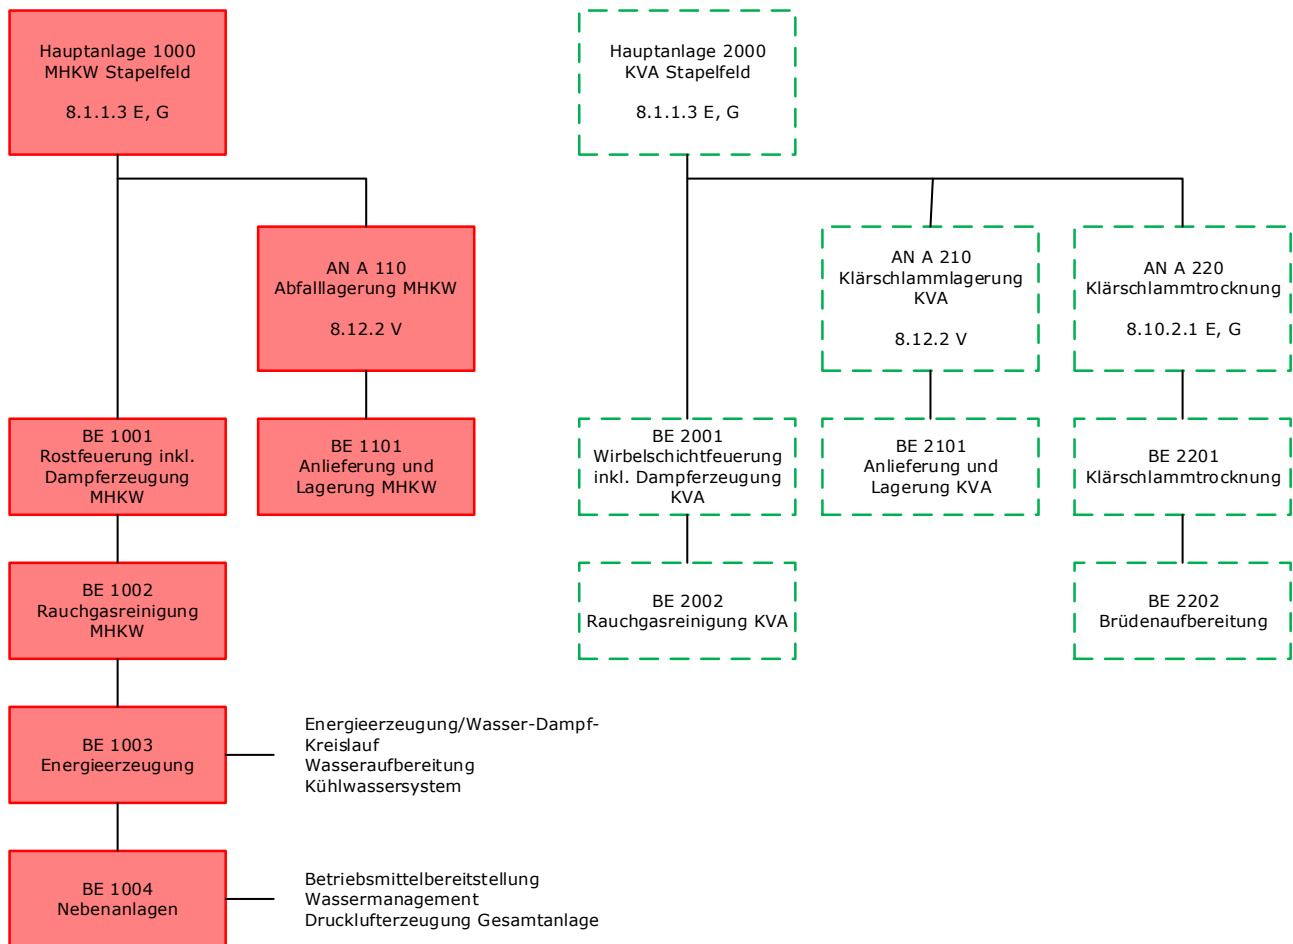 Hauptanlage 1000
MHKW Stapelfeld
8.1.1.3 E, G
Hauptanlage 2000
KVA Stapelfeld
8.1.1.3 E, G
AN A 110
Abfalllagerung MHKW
8.12.2 V
AN A 210
Klärschlammlagerung
KVA
8.12.2 V
AN A 220
Klärschlammtrocknung
8.10.2.1 E, G
BE 1001
Rostfeuerung inkl.
Dampferzeugung
MHKW
BE 1101
Anlieferung und
Lagerung MHKW
BE 2001
Wirbelschichtfeuerung
inkl. Dampferzeugung
KVA
BE 2101
Anlieferung und
Lagerung KVA
BE 2201
Klärschlammtrocknung
BE 1002
Rauchgasreinigung
MHKW
BE 2002
Rauchgasreinigung KVA
BE 2202
Brüdenaufbereitung
BE 1003
Energieerzeugung
Energieerzeugung/Wasser-Dampf-
Kreislauf
Wasseraufbereitung
Kühlwassersystem
BE 1004
Nebenanlagen
Betriebsmittelbereitstellung
Wassermanagement
Drucklufterzeugung Gesamtanlage